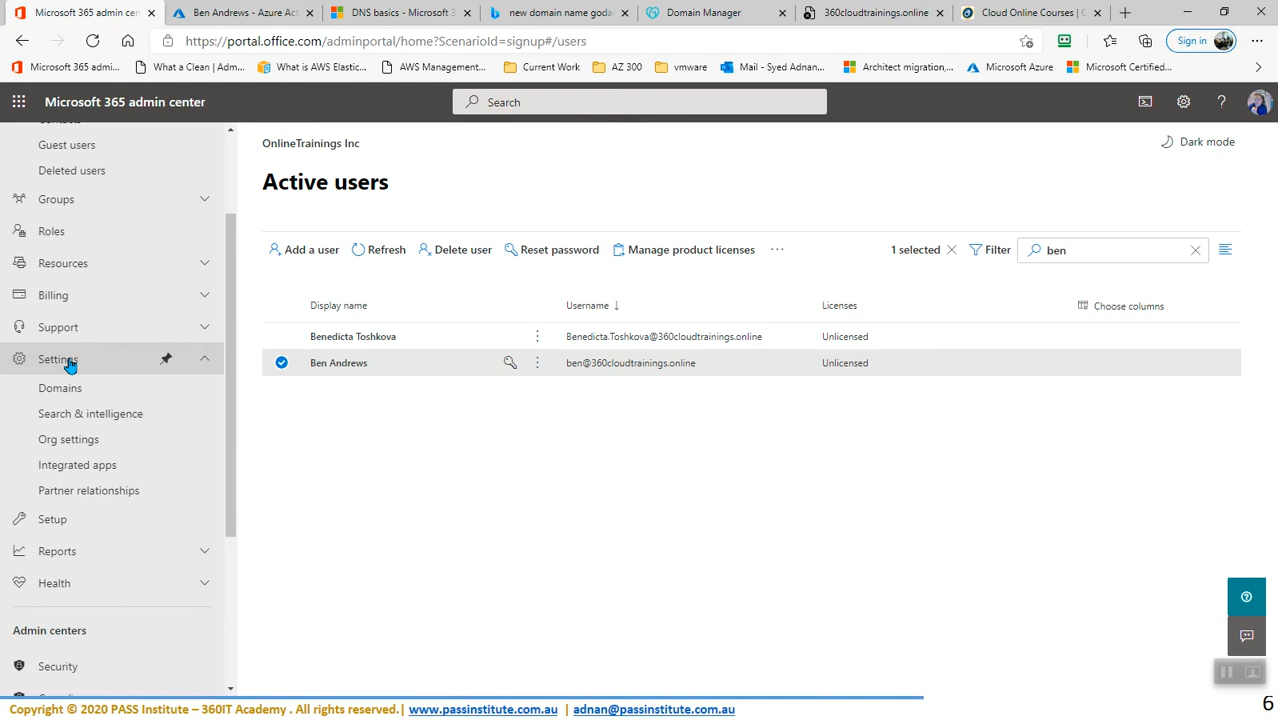 Microsoft 365 admin center
Ben Andrews - Azure Act
DNS basics - Microsoft 3
new domain name goda
Domain Manager
360cloudtrainings.online
Cloud Online Courses | C
https://portal.office.com/adminportal/home?ScenarioId=signup#/users
Sign in
Microsoft 365 admi...
What a Clean | Adm...
What is AWS Elastic...
AWS Management...
Current Work
AZ 300
vmware
Mail - Syed Adnan...
Architect migration,...
Microsoft Azure
Microsoft Certified...
Microsoft 365 admin center
Search
Guest users
Deleted users
Groups
Roles
Resources
Billing
Support
Settings
Domains
Search & intelligence
Org settings
Integrated apps
Partner relationships
Setup
Reports
Health
Admin centers
Security
OnlineTrainings Inc
Dark mode
Active users
Add a user
Refresh
Delete user
Reset password
Manage product licenses
1 selected
Filter
ben
Display name
Username
Licenses
Choose columns
Benedicta Toshkova
Benedicta.Toshkova@360cloudtrainings.online
Unlicensed
Ben Andrews
ben@360cloudtrainings.online
Unlicensed
Copyright © 2020 PASS Institute – 360IT Academy . All rights reserved.| www.passinstitute.com.au | adnan@passinstitute.com.au
6